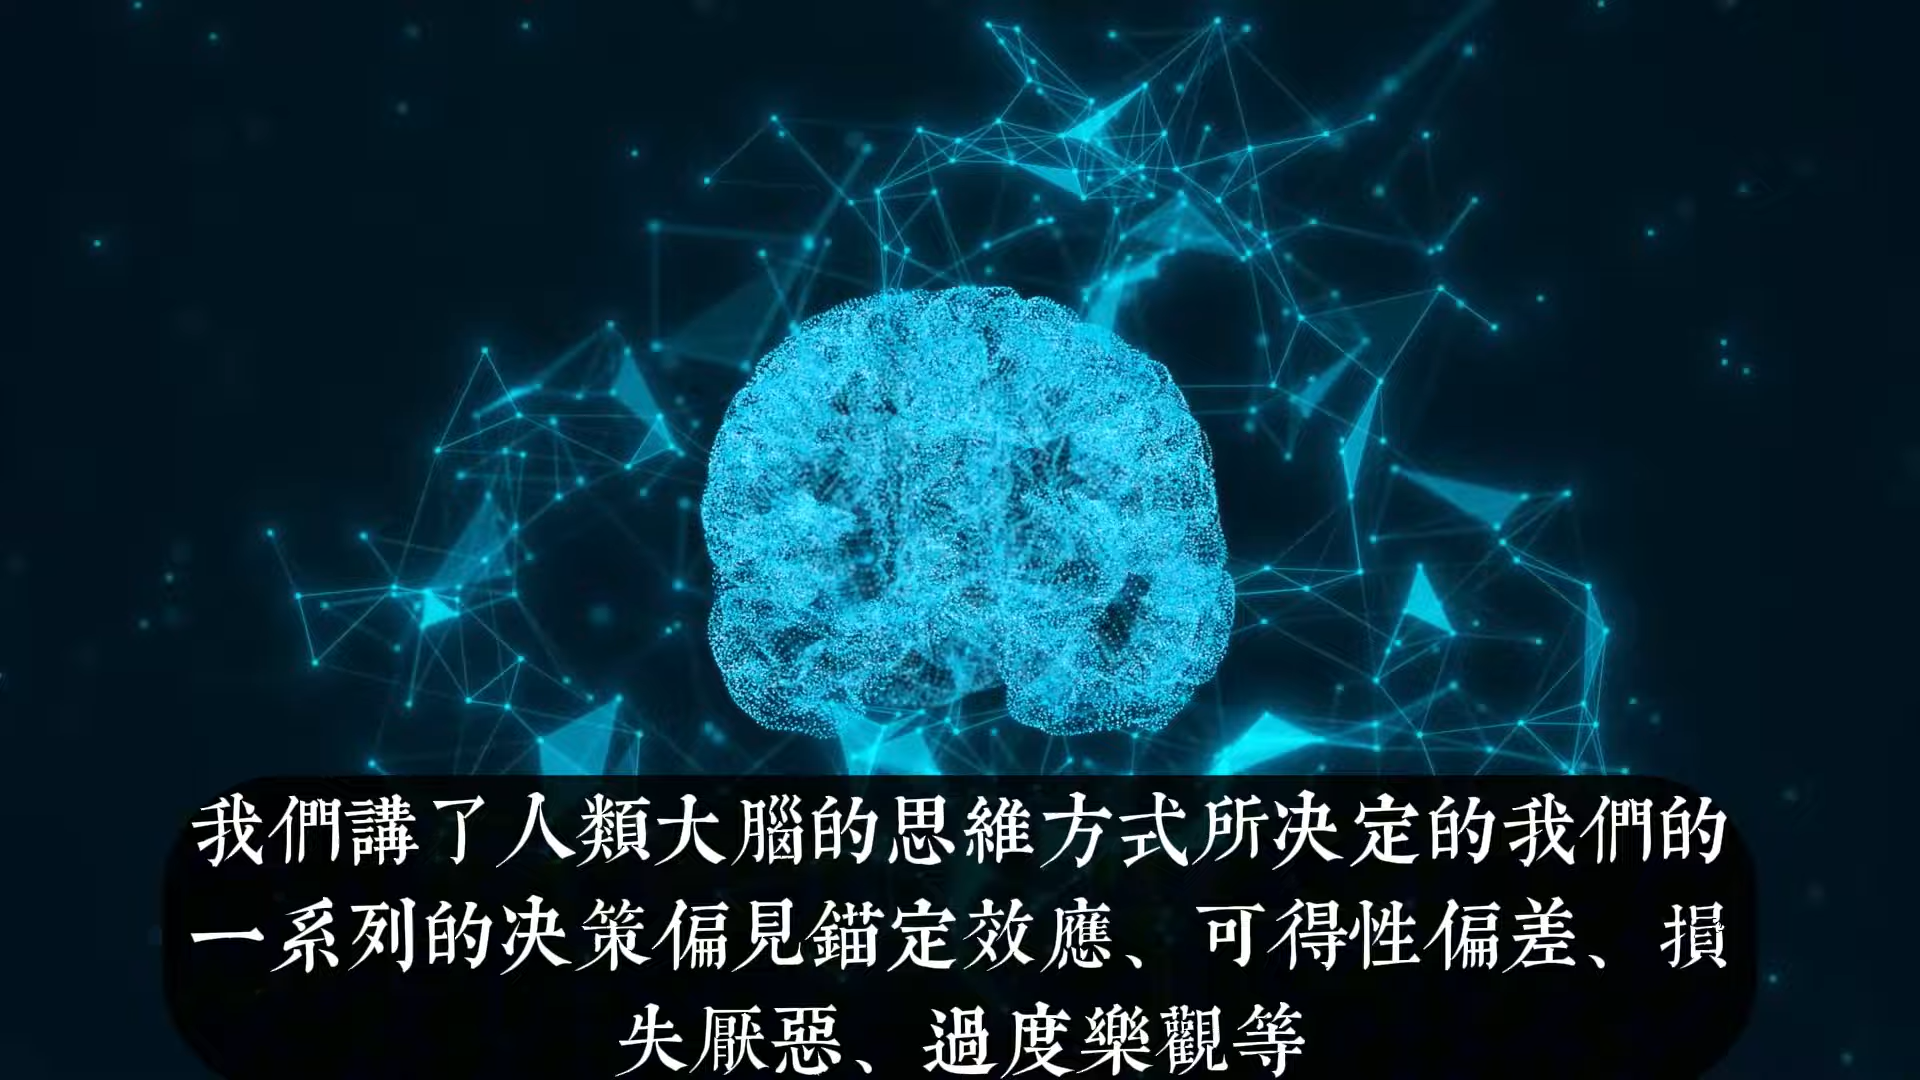 我們講了人類大腦的思維方式所决定的我們的
一系列的决策偏見錨定效應、可得性偏差、損
失厭惡、過度樂觀等